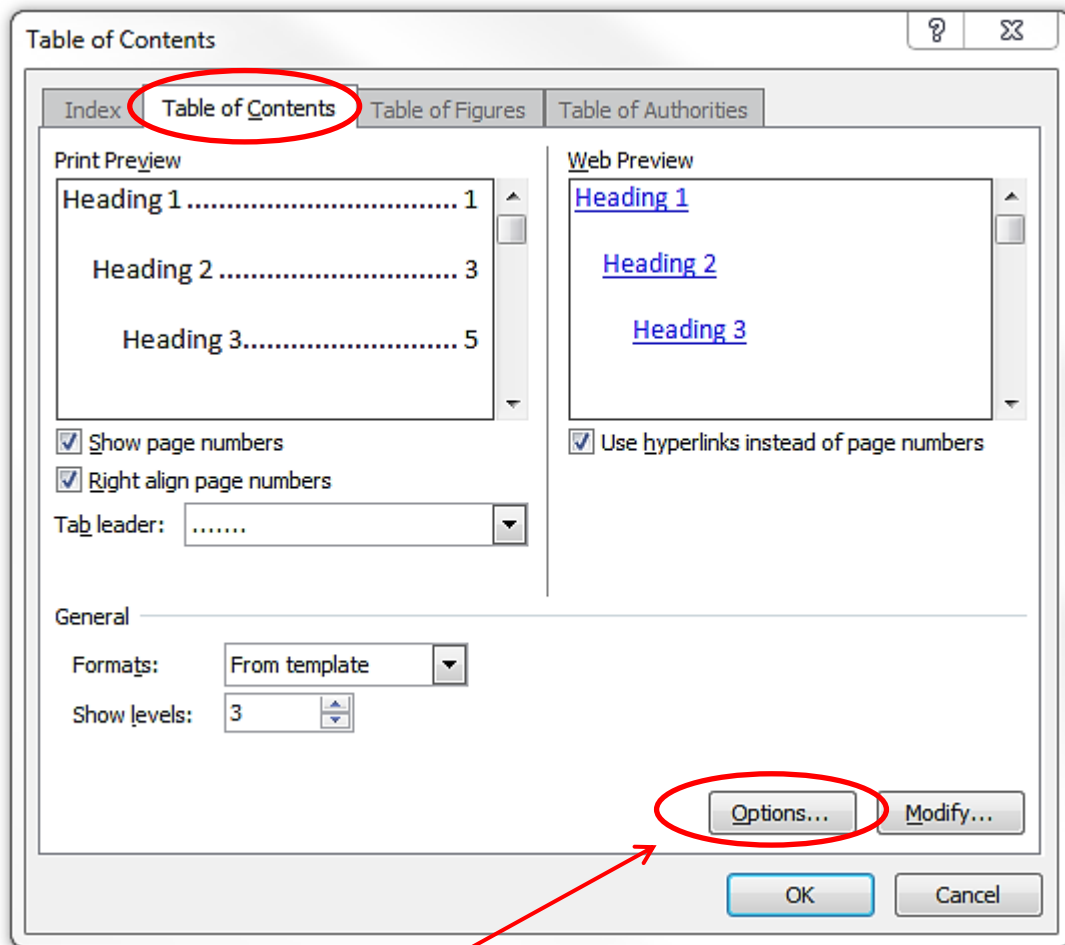 Table of Contents
Index
Table of Contents
Table of Figures
Table of Authorities
Print Preview
Heading 1 .................................. 1
Heading 2 .............................. 3
Heading 3........................... 5
Web Preview
Heading 1
Heading 2
Heading 3
Show page numbers
Right align page numbers
Tab leader: .......
Use hyperlinks instead of page numbers
General
Formats: From template
Show levels: 3
Options...
Modify...
OK
Cancel